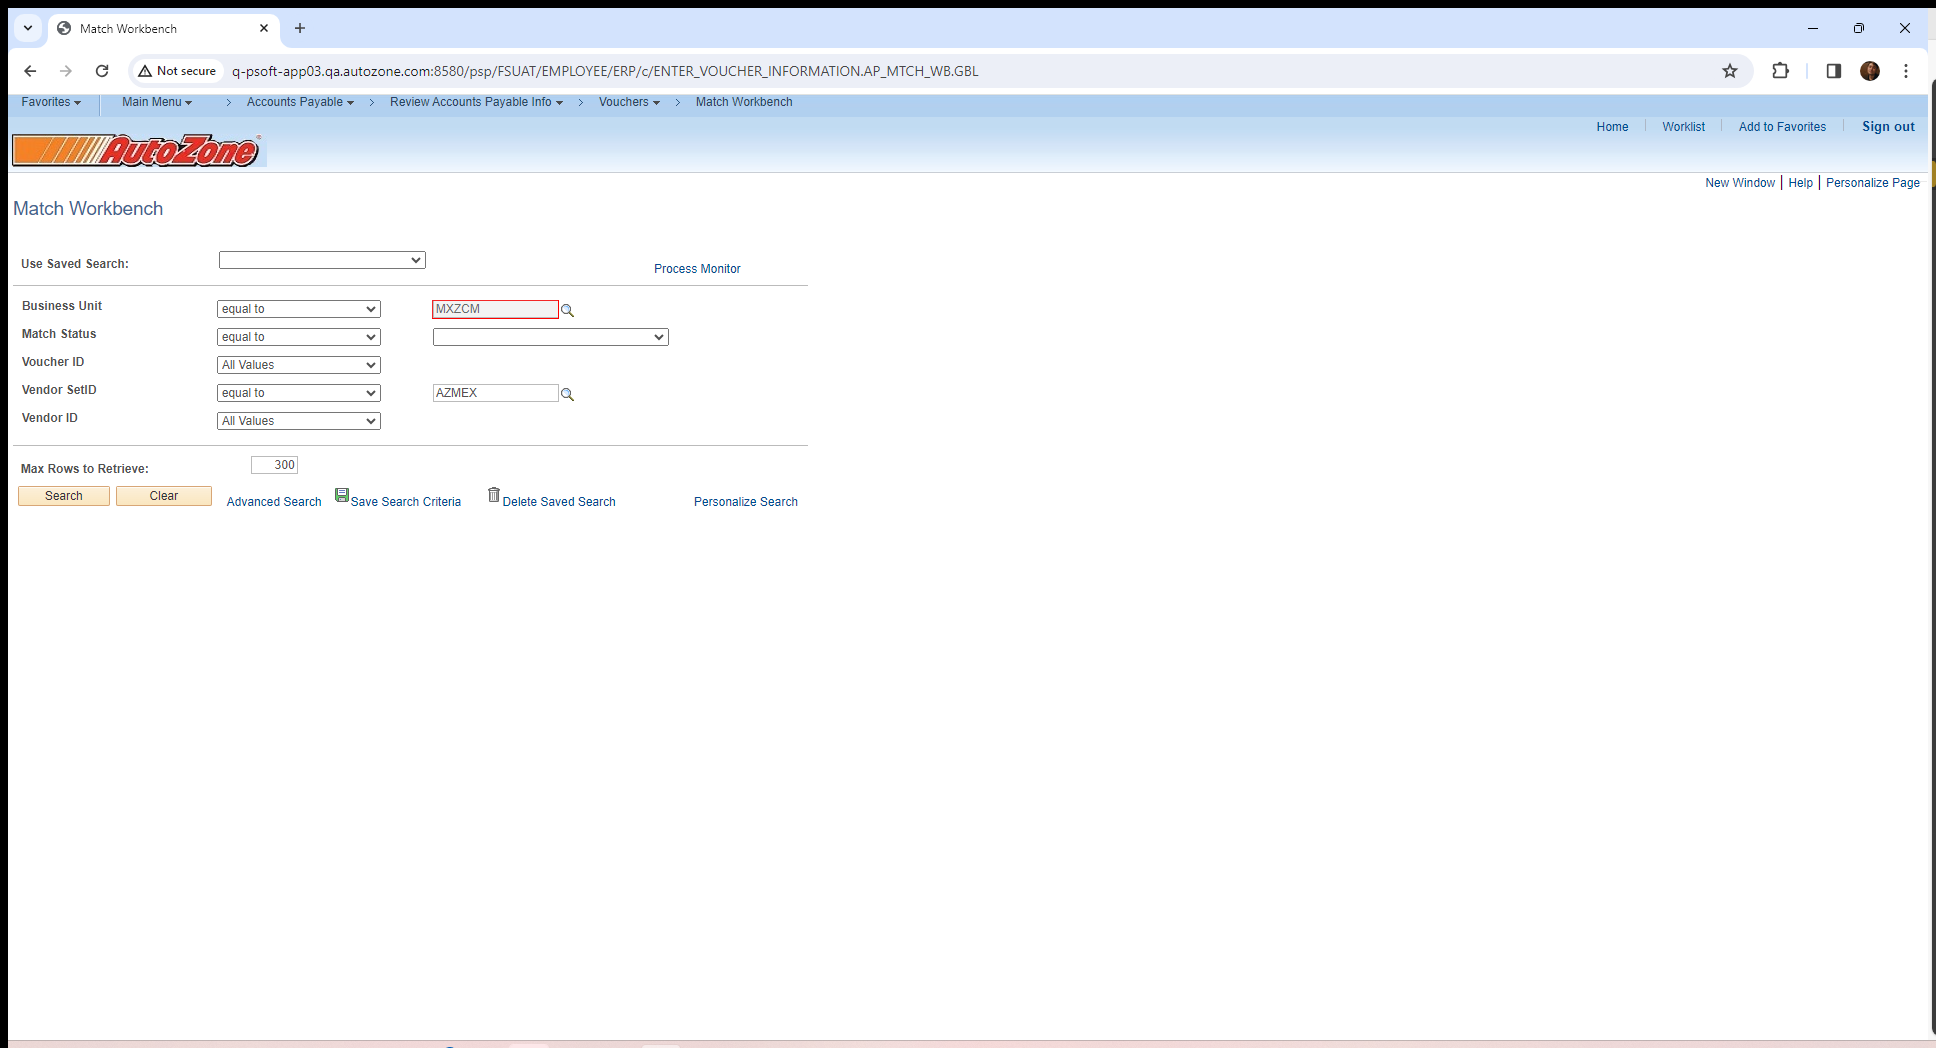 Match Workbench
Not secure q-psoft-app03.qa.autozone.com:8580/psp/FSUAT/EMPLOYEE/ERP/c/ENTER_VOUCHER_INFORMATION.AP_MTCH_WB.GBL
Favorites Main Menu > Accounts Payable > Review Accounts Payable Info > Vouchers > Match Workbench
Home Worklist Add to Favorites Sign out
AutoZone
New Window | Help | Personalize Page
Match Workbench
Use Saved Search:
Process Monitor
Business Unit equal to MXZCM
Match Status equal to
Voucher ID All Values
Vendor SetID equal to AZMEX
Vendor ID All Values
Max Rows to Retrieve: 300
Search Clear Advanced Search Save Search Criteria Delete Saved Search Personalize Search